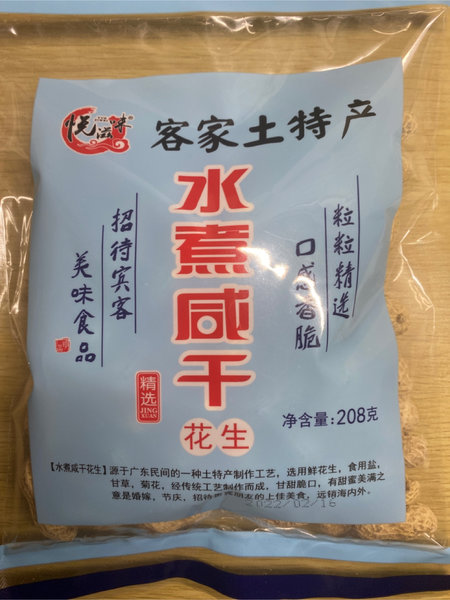 悦滋味®
客家土特产
水煮咸干
花生
粒粒精选
口感香脆
招待宾客
美味食品
精选
JING
XUAN
净含量:208克
【水煮咸干花生】源于广东民间的一种土特产制作工艺，选用鲜花生，食用盐，
甘草，菊花，经传统工艺制作而成，甘甜脆口，有甜蜜美满之
意是婚嫁，节庆，招待亲戚朋友的上佳美食，远销海内外。
2022/02/16